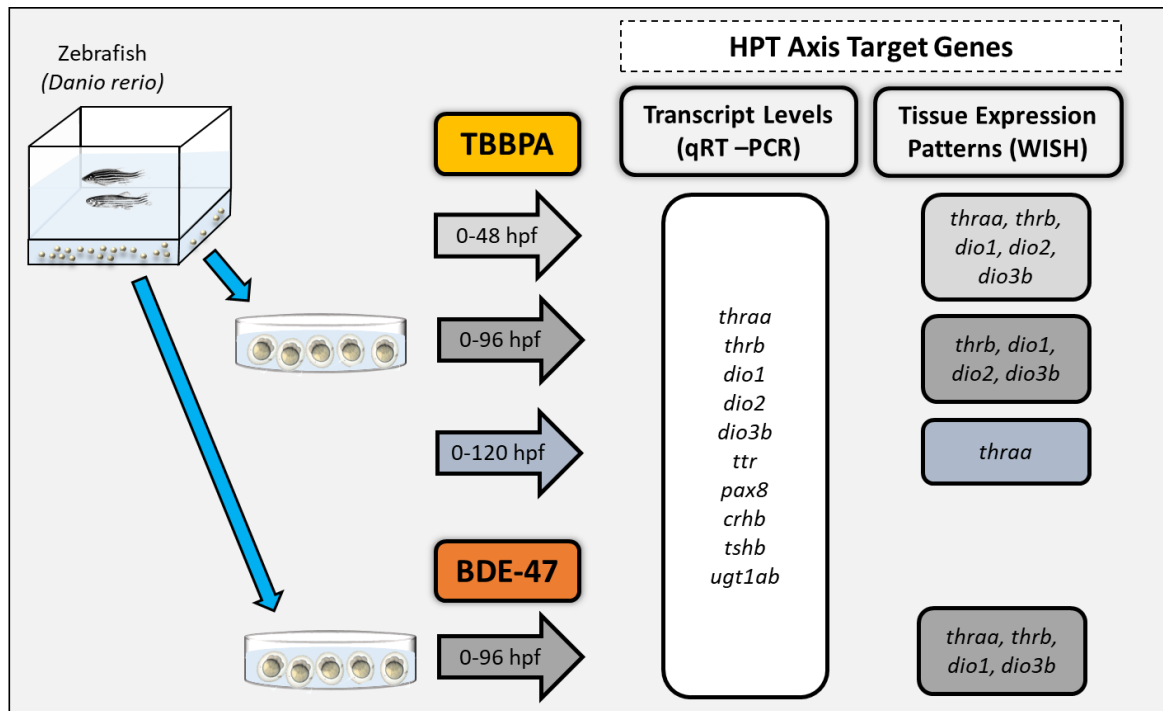 Zebrafish
(Danio rerio)
HPT Axis Target Genes
Transcript Levels
(qRT –PCR)
Tissue Expression
Patterns (WISH)
TBBPA
0-48 hpf
0-96 hpf
0-120 hpf
BDE-47
0-96 hpf
thraa
thrb
dio1
dio2
dio3b
ttr
pax8
crhb
tshb
ugt1ab
thraa, thrb,
dio1, dio2,
dio3b
thrb, dio1,
dio2, dio3b
thraa
thraa, thrb,
dio1, dio3b